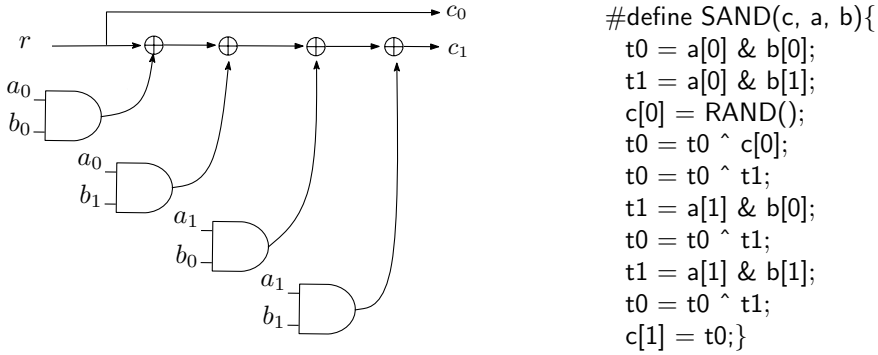 c0
r
c1
a0
b0
a0
b1
a1
b0
a1
b1
#define SAND(c, a, b){
t0 = a[0] & b[0];
t1 = a[0] & b[1];
c[0] = RAND();
t0 = t0 ^ c[0];
t0 = t0 ^ t1;
t1 = a[1] & b[0];
t0 = t0 ^ t1;
t1 = a[1] & b[1];
t0 = t0 ^ t1;
c[1] = t0;}